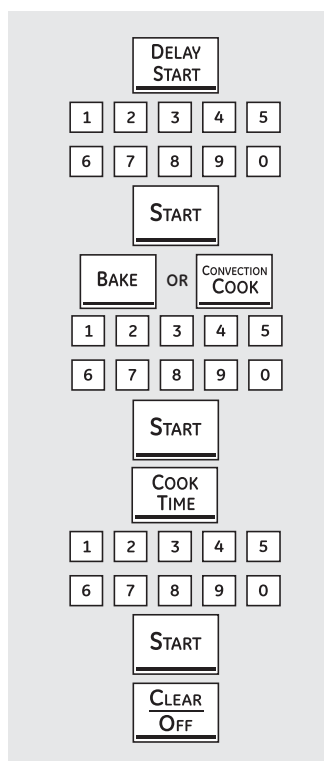 DELAY
START
1 2 3 4 5
6 7 8 9 0
START
BAKE OR CONVECTION COOK
1 2 3 4 5
6 7 8 9 0
START
COOK
TIME
1 2 3 4 5
6 7 8 9 0
START
CLEAR
OFF